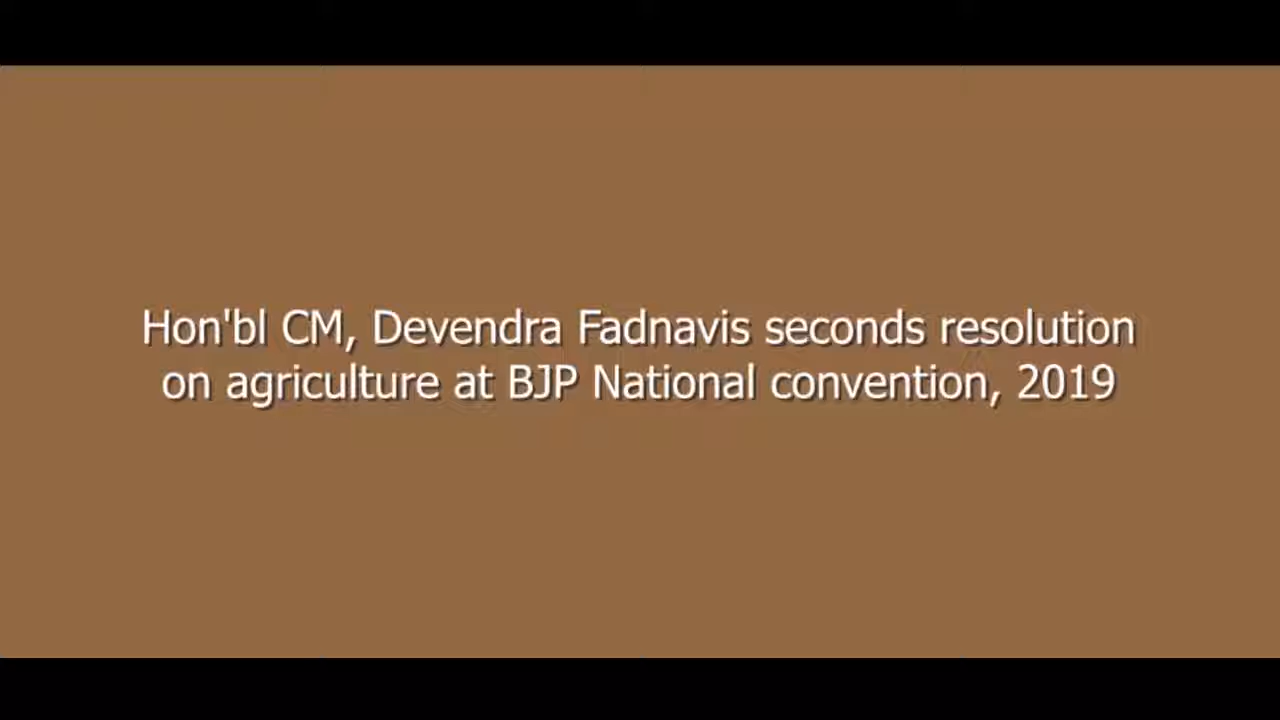 Hon'bl CM, Devendra Fadnavis seconds resolution
on agriculture at BJP National convention, 2019